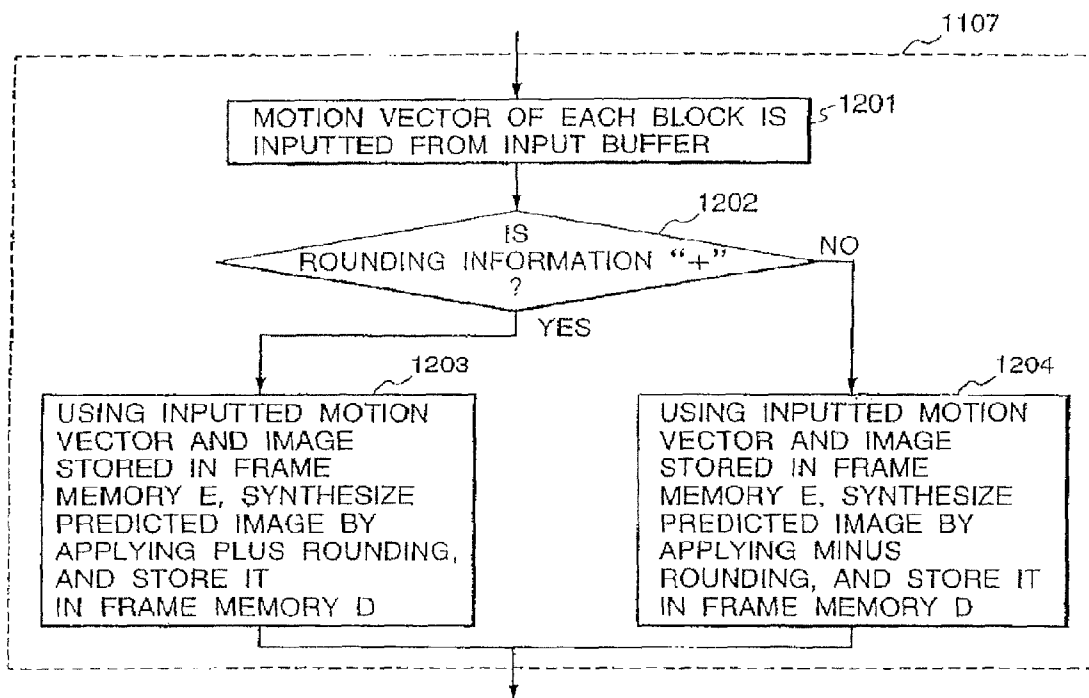 1107
MOTION VECTOR OF EACH BLOCK IS
INPUTTED FROM INPUT BUFFER
1201
1202
IS
ROUNDING INFORMATION “+”
?
NO
YES
1203
USING INPUTTED MOTION
VECTOR AND IMAGE
STORED IN FRAME
MEMORY E, SYNTHESIZE
PREDICTED IMAGE BY
APPLYING PLUS ROUNDING,
AND STORE IT
IN FRAME MEMORY D
1204
USING INPUTTED MOTION
VECTOR AND IMAGE
STORED IN FRAME
MEMORY E, SYNTHESIZE
PREDICTED IMAGE BY
APPLYING MINUS
ROUNDING, AND STORE IT
IN FRAME MEMORY D